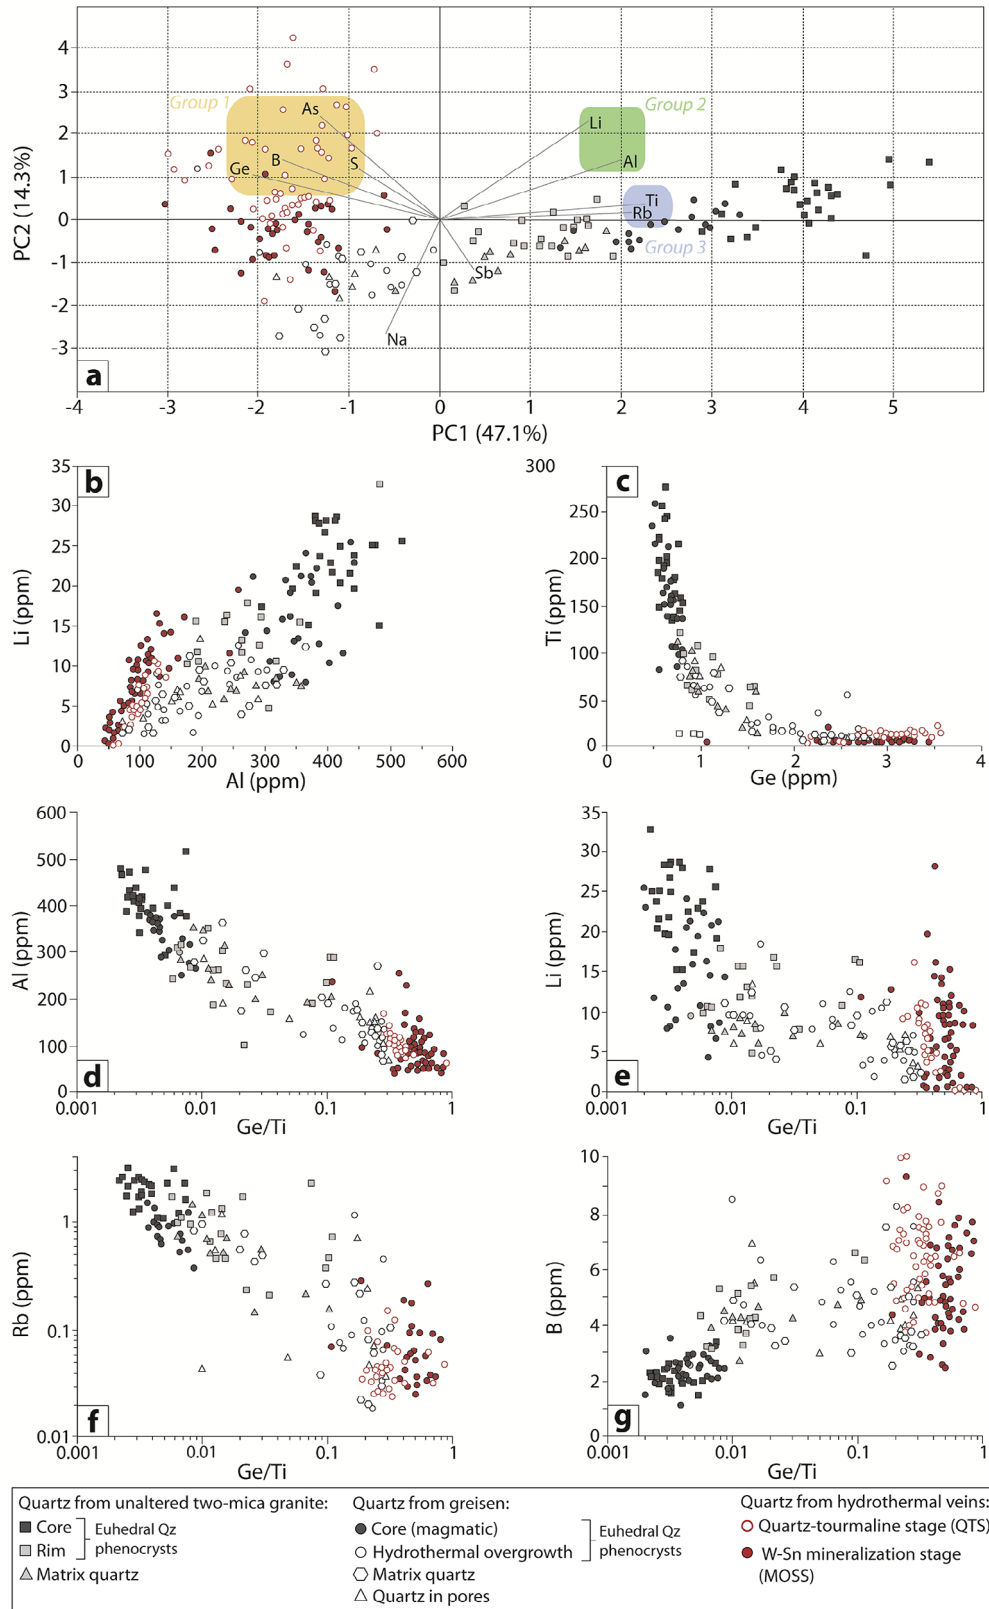 4
3
2
1
0
-1
-2
-3
PC2 (14.3%)
Group 1
As
B
S
Ge
Group 2
Li
Al
Ti
Rb
Group 3
Sb
Na
a
-4
-3
-2
-1
0
1
2
3
4
5
PC1 (47.1%)
b
35
30
25
20
15
10
5
0
Li (ppm)
0
100
200
300
400
500
600
Al (ppm)
c
300
250
200
150
100
50
0
Ti (ppm)
0
1
2
3
4
Ge (ppm)
600
500
400
300
200
100
0
Al (ppm)
d
0.001
0.01
0.1
1
Ge/Ti
35
30
25
20
15
10
5
0
Li (ppm)
e
0.001
0.01
0.1
1
Ge/Ti
1
0.1
0.01
Rb (ppm)
f
0.001
0.01
0.1
1
Ge/Ti
10
8
6
4
2
0
B (ppm)
g
0.001
0.01
0.1
1
Ge/Ti
Quartz from unaltered two-mica granite:
Core
Rim
Euhedral Qz
phenocrysts
Matrix quartz
Quartz from greisen:
Core (magmatic)
Hydrothermal overgrowth
Euhedral Qz
phenocrysts
Matrix quartz
Quartz in pores
Quartz from hydrothermal veins:
Quartz-tourmaline stage (QTS)
W-Sn mineralization stage
(MOSS)